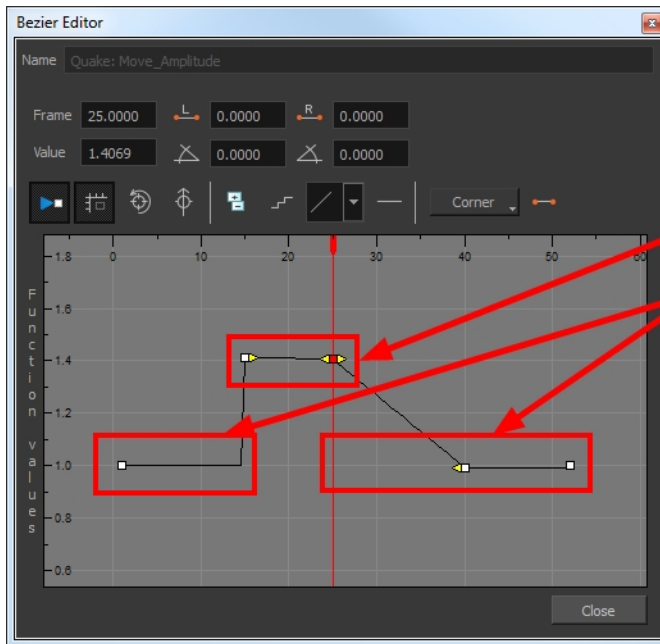 Bezier Editor
Name Quake: Move_Amplitude
Frame 25.0000 L 0.0000 R 0.0000
Value 1.4069 0.0000 0.0000
Corner
1.8 0 10 20 30 40 50 60
1.6
1.4
1.2
1.0
0.8
0.6
Function values
Close